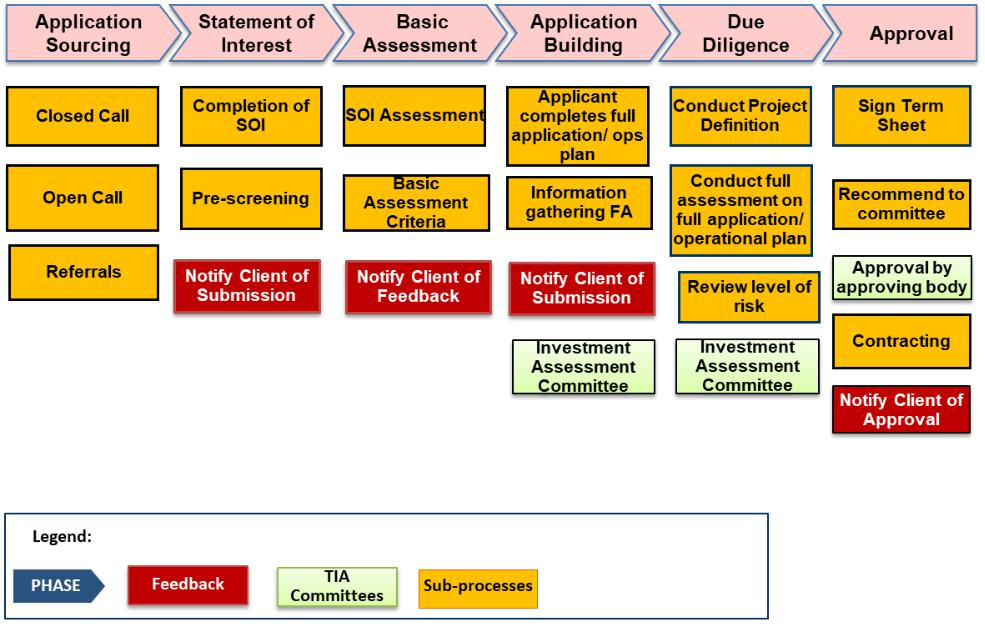 Application
Sourcing
Statement of
Interest
Basic
Assessment
Application
Building
Due
Diligence
Approval
Closed Call
Open Call
Referrals
Completion of
SOI
Pre-screening
Notify Client of
Submission
SOI Assessment
Basic
Assessment
Criteria
Notify Client of
Feedback
Applicant
completes full
application/ ops
plan
Information
gathering FA
Notify Client of
Submission
Investment
Assessment
Committee
Conduct Project
Definition
Conduct full
assessment on
full application/
operational plan
Review level of
risk
Investment
Assessment
Committee
Sign Term
Sheet
Recommend to
committee
Approval by
approving body
Contracting
Notify Client of
Approval
Legend:
PHASE
Feedback
TIA
Committees
Sub-processes